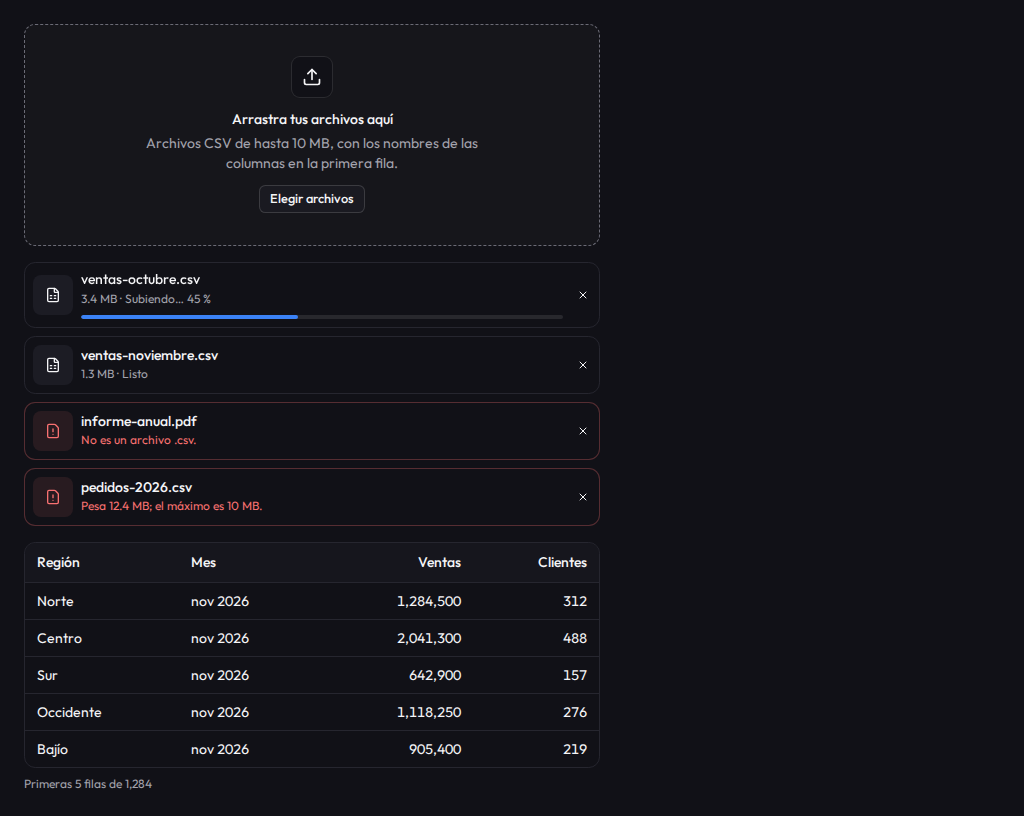 Arrastra tus archivos aquí
Archivos CSV de hasta 10 MB, con los nombres de las
columnas en la primera fila.
Elegir archivos
ventas-octubre.csv
3.4 MB · Subiendo... 45 %
ventas-noviembre.csv
1.3 MB · Listo
informe-anual.pdf
No es un archivo .csv.
pedidos-2026.csv
Pesa 12.4 MB; el máximo es 10 MB.
Región Mes Ventas Clientes
Norte nov 2026 1,284,500 312
Centro nov 2026 2,041,300 488
Sur nov 2026 642,900 157
Occidente nov 2026 1,118,250 276
Bajío nov 2026 905,400 219
Primeras 5 filas de 1,284